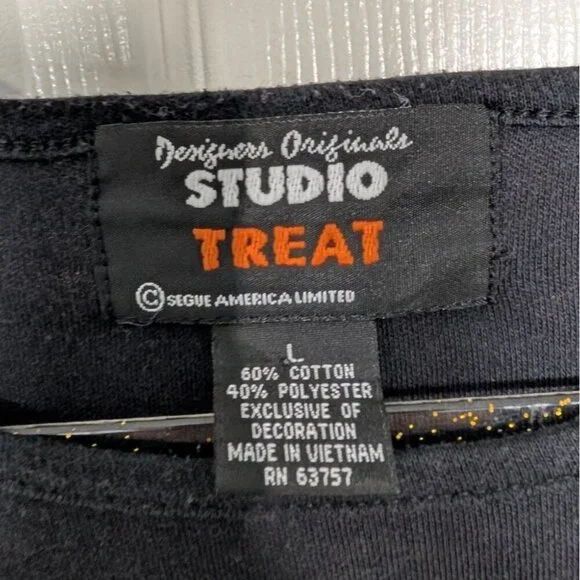 Designers Originals
STUDIO
TREAT
© SEGUE AMERICA LIMITED
L
60% COTTON
40% POLYESTER
EXCLUSIVE OF
DECORATION
MADE IN VIETNAM
RN 63757